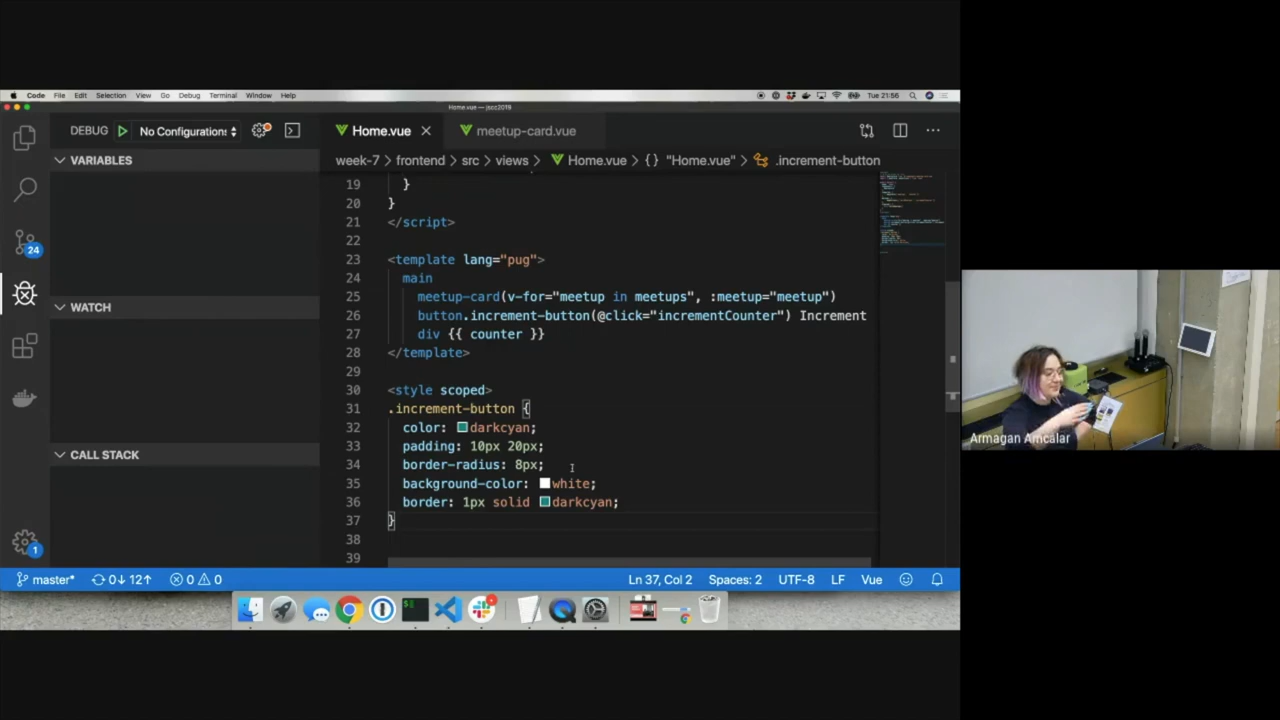 Code File Edit Selection View Go Debug Terminal Window Help Tue 21:56
Home.vue — jscc2019
DEBUG No Configurations Home.vue meetup-card.vue
VARIABLES
week-7 frontend src views Home.vue {} "Home.vue" .increment-button
19 }
20 }
21 </script>
22
23 <template lang="pug">
24 main
25 meetup-card(v-for="meetup in meetups", :meetup="meetup")
26 button.increment-button(@click="incrementCounter") Increment
27 div {{ counter }}
28 </template>
29
30 <style scoped>
31 .increment-button {
32 color: darkcyan;
33 padding: 10px 20px;
34 border-radius: 8px;
35 background-color: white;
36 border: 1px solid darkcyan;
37 }
38
39
24
WATCH
CALL STACK
1
master* 0↓ 12↑ 0 0 Ln 37, Col 2 Spaces: 2 UTF-8 LF Vue
Armagan Amcalar